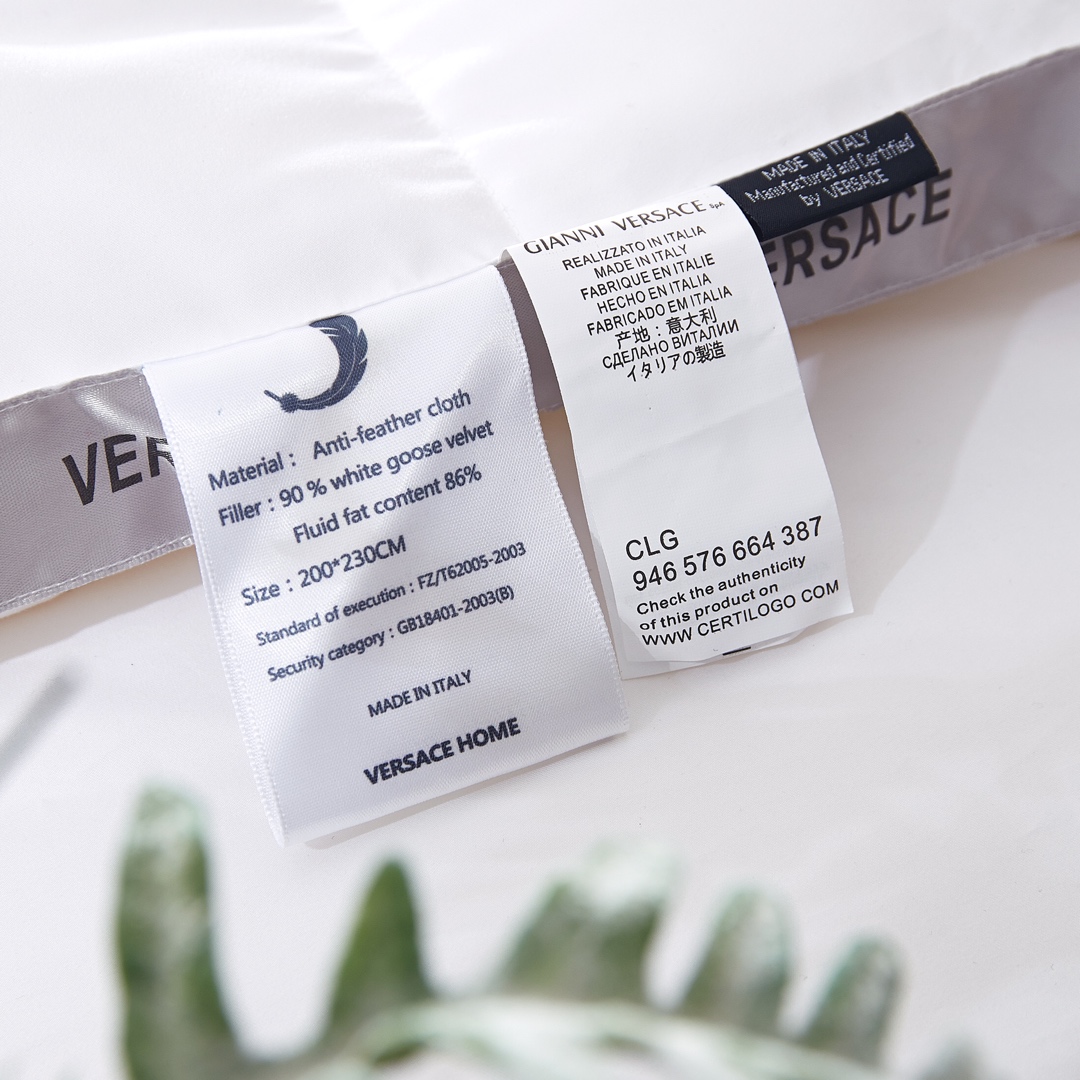 MADE IN ITALY
Manufactured and Certified
by VERSACE
ERSACE
GIANNI VERSACE SpA
REALIZZATO IN ITALIA
MADE IN ITALY
FABRIQUE EN ITALIE
HECHO EN ITALIA
FABRICADO EM ITALIA
产地：意大利
СДЕЛАНО ВИТАЛИИ
イタリアの製造
CLG
946 576 664 387
Check the authenticity
of this product on
WWW CERTILOGO COM
VER
Material： Anti-feather cloth
Filler：90 % white goose velvet
Fluid fat content 86%
Size：200*230CM
Standard of execution：FZ/T62005-2003
Security category：GB18401-2003(B)
MADE IN ITALY
VERSACE HOME